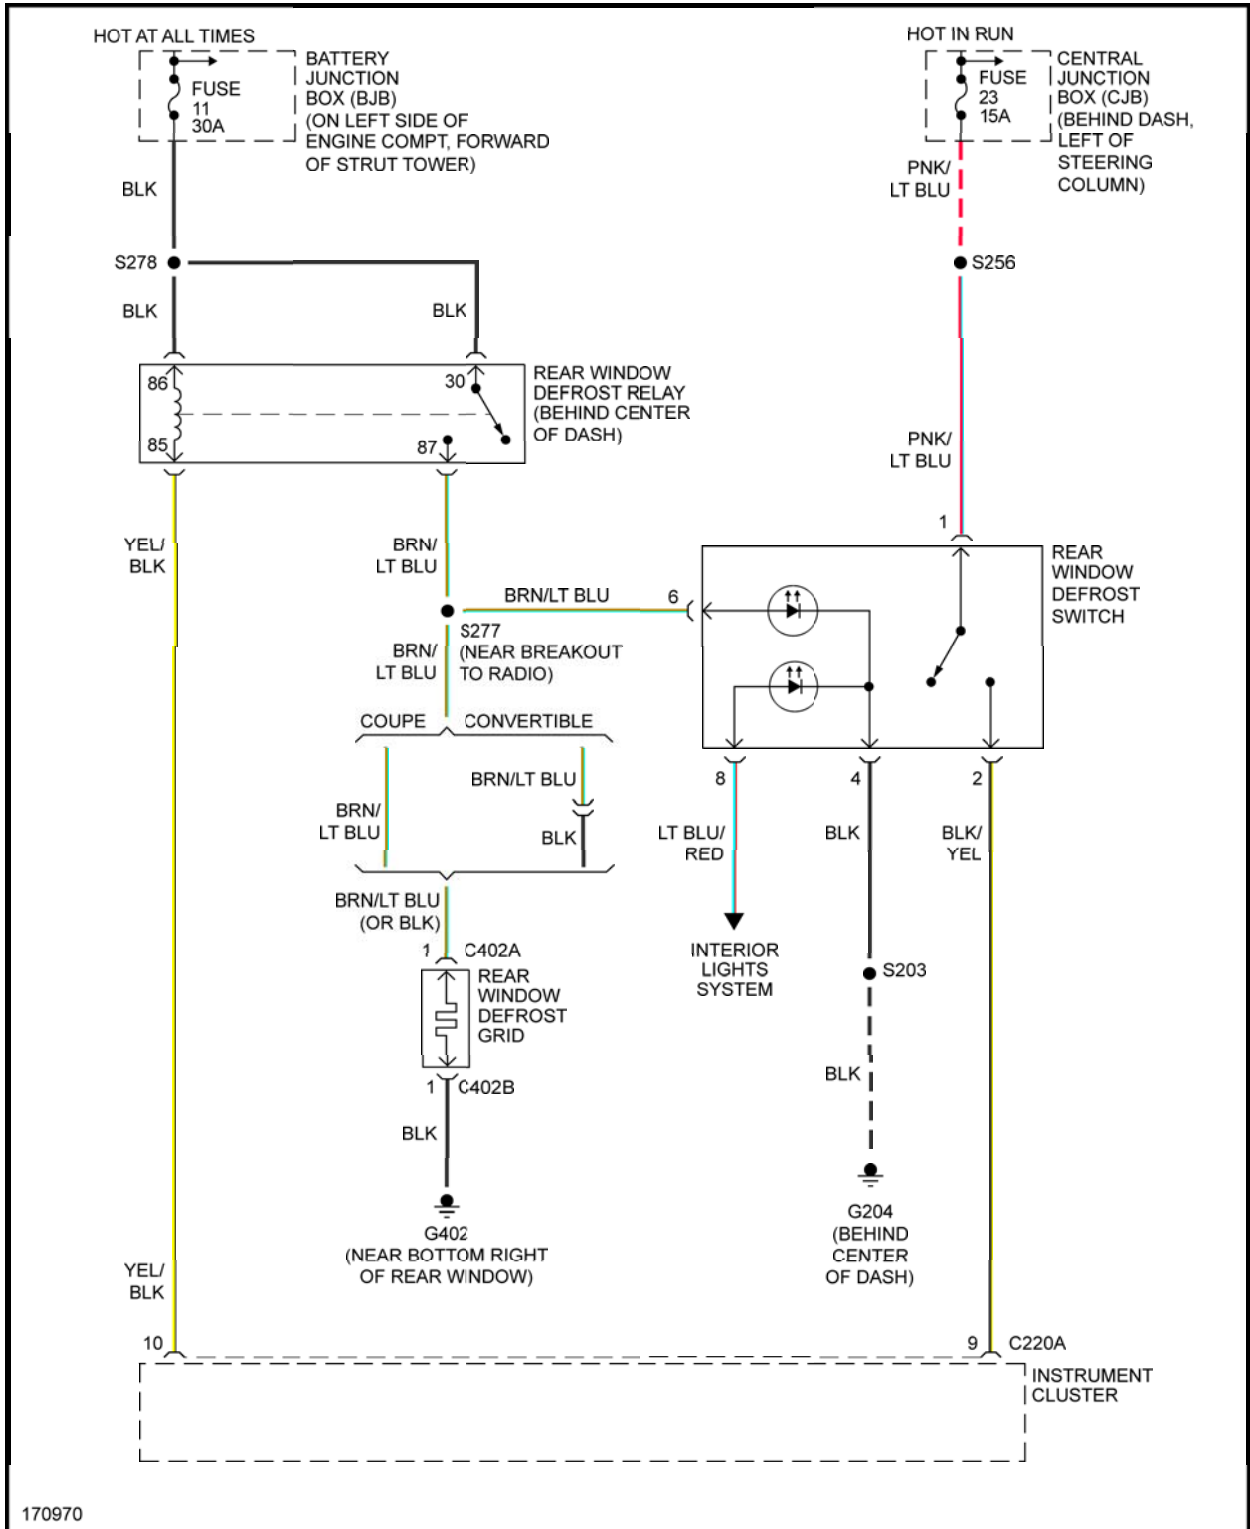 HOT AT ALL TIMES
FUSE
11
30A
BATTERY
JUNCTION
BOX (BJB)
(ON LEFT SIDE OF
ENGINE COMPT, FORWARD
OF STRUT TOWER)
HOT IN RUN
FUSE
23
15A
CENTRAL
JUNCTION
BOX (CJB)
(BEHIND DASH,
LEFT OF
STEERING
COLUMN)
BLK
PNK/
LT BLU
S278
S256
BLK
BLK
86
30
85
87
REAR WINDOW
DEFROST RELAY
(BEHIND CENTER
OF DASH)
PNK/
LT BLU
1
YEL/
BLK
BRN/
LT BLU
BRN/LT BLU
6
REAR
WINDOW
DEFROST
SWITCH
S277
(NEAR BREAKOUT
TO RADIO)
BRN/
LT BLU
COUPE
CONVERTIBLE
BRN/LT BLU
8
4
2
BRN/
LT BLU
BLK
LT BLU/
RED
BLK
BLK/
YEL
BRN/LT BLU
(OR BLK)
1
C402A
REAR
WINDOW
DEFROST
GRID
INTERIOR
LIGHTS
SYSTEM
S203
1
C402B
BLK
BLK
G402
(NEAR BOTTOM RIGHT
OF REAR WINDOW)
G204
(BEHIND
CENTER
OF DASH)
YEL/
BLK
10
9
C220A
INSTRUMENT
CLUSTER
170970